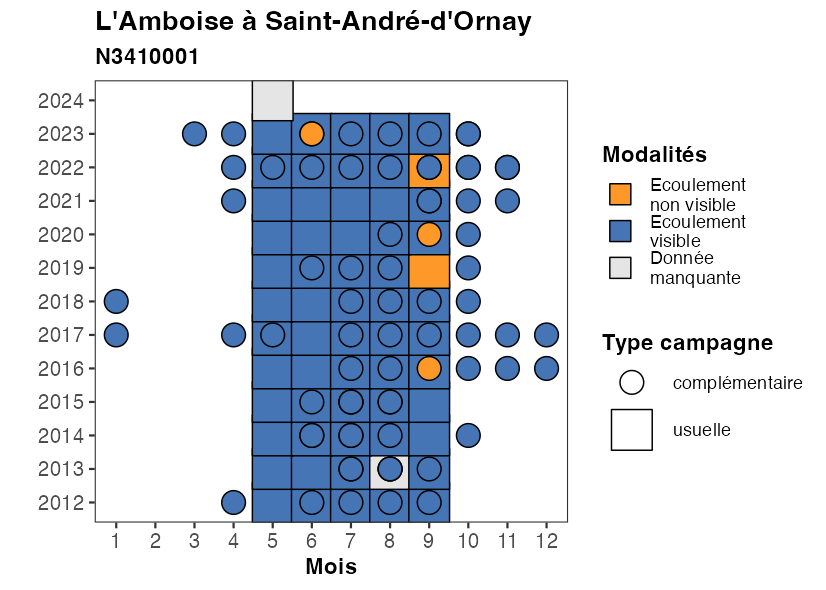 L'Amboise à Saint-André-d'Ornay
N3410001
2024
2023
2022
2021
2020
2019
2018
2017
2016
2015
2014
2013
2012
1 2 3 4 5 6 7 8 9 10 11 12
Mois
Modalités
Ecoulement
non visible
Ecoulement
visible
Donnée
manquante
Type campagne
complémentaire
usuelle